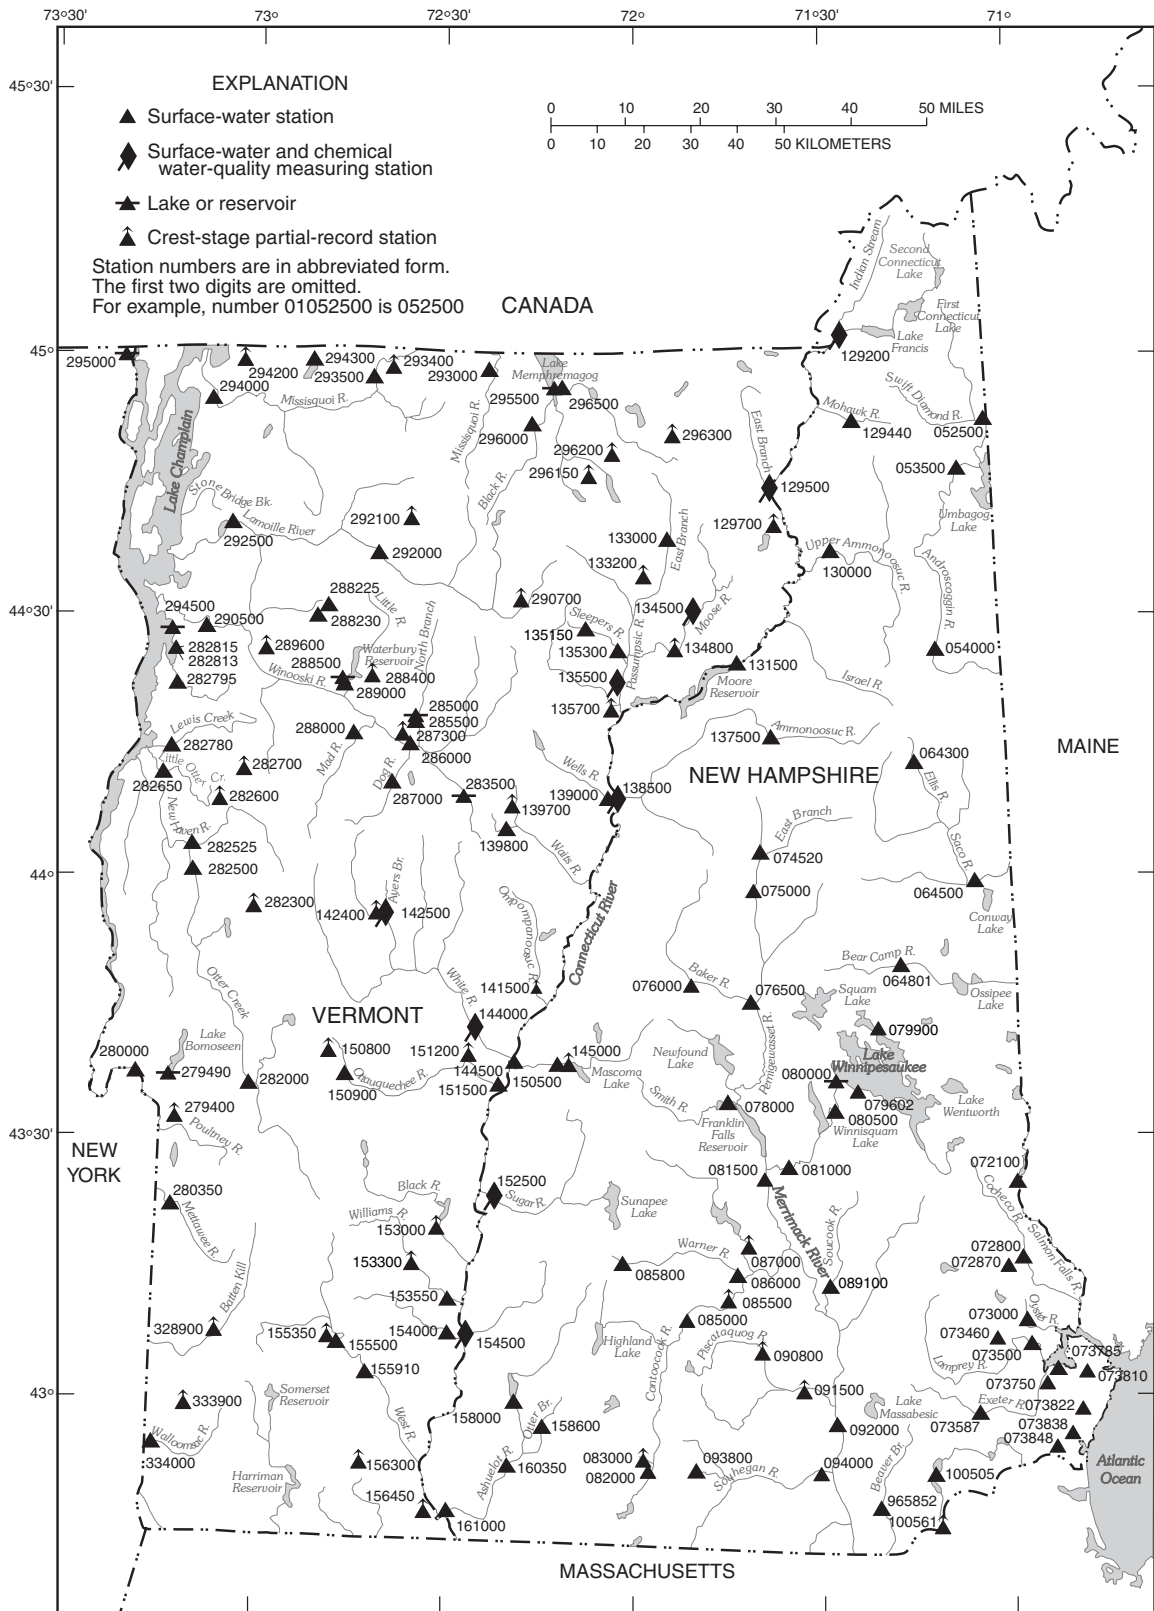 73°30'
73°
72°30'
72°
71°30'
71°
45°30'
45°
44°30'
44°
43°30'
43°
EXPLANATION
Surface-water station
Surface-water and chemical
water-quality measuring station
Lake or reservoir
Crest-stage partial-record station
Station numbers are in abbreviated form.
The first two digits are omitted.
For example, number 01052500 is 052500
0 10 20 30 40 50 MILES
0 10 20 30 40 50 KILOMETERS
CANADA
Indian Stream
Second
Connecticut
Lake
First
Connecticut
Lake
Lake
Francis
129200
295000
294200
294300
293400
293500
293000
294000
Missisquoi R.
Lake
Memphremagog
295500
296500
296000
Missisquoi R.
296200
296300
296150
Black R.
East Branch
Mohawk R.
129440
Swift Diamond R.
052500
053500
Umbagog
Lake
Lake Champlain
Stone Bridge Bk.
Lamoille River
292500
292100
292000
129500
129700
133000
133200
East Branch
Upper Ammonoosuc R.
130000
Androscoggin R.
054000
288225
288230
Little R.
North Branch
290700
134500
Moose R.
Sleepers R.
135150
135300
134800
Passumpsic R.
135500
135700
131500
Moore
Reservoir
Israel R.
294500
290500
282815
282813
282795
289600
288500
Waterbury
Reservoir
288400
Winooski R.
289000
285000
285500
287300
286000
288000
Lewis Creek
282780
Little Otter Cr.
282650
282700
282600
Mad R.
Dog R.
287000
283500
139700
139800
Wells R.
139000
138500
137500
Ammonoosuc R.
NEW HAMPSHIRE
MAINE
064300
Ellis R.
New Haven R.
282525
282500
282300
Ayers Br.
142400
142500
Waits R.
Ompompanoosuc R.
141500
Connecticut River
East Branch
074520
075000
Saco R.
064500
Conway
Lake
Bear Camp R.
064801
Ossipee
Lake
Baker R.
076000
076500
Squam
Lake
079900
Otter Creek
VERMONT
White R.
144000
Lake
Bomoseen
280000
279490
282000
150800
150900
Ottauquechee R.
151200
144500
151500
150500
145000
Mascoma
Lake
Newfound
Lake
Pemigewasset R.
Lake
Winnipesaukee
080000
079602
080500
Winnisquam
Lake
Lake
Wentworth
Smith R.
078000
Franklin
Falls
Reservoir
279400
Poultney R.
NEW
YORK
280350
Mettawee R.
Black R.
Williams R.
153000
152500
Sugar R.
Sunapee
Lake
081500
081000
072100
Merrimack River
Soucook R.
Cocheco R.
Salmon Falls R.
153300
Warner R.
085800
087000
086000
085500
089100
072800
072870
Batten Kill
328900
155350
155500
155910
153550
154000
154500
085000
Highland
Lake
Contoocook R.
Piscataquog R.
090800
073000
Oyster R.
073460
073500
073785
073810
Lamprey R.
073750
Exeter R.
073587
073822
073838
073848
333900
Walloomsac R.
334000
Somerset
Reservoir
West R.
158000
Otter Br.
158600
091500
092000
Lake
Massabesic
Harriman
Reservoir
156300
156450
160350
Ashuelot R.
161000
083000
082000
093800
Souhegan R.
094000
Beaver Br.
100505
965852
100561
Atlantic
Ocean
MASSACHUSETTS